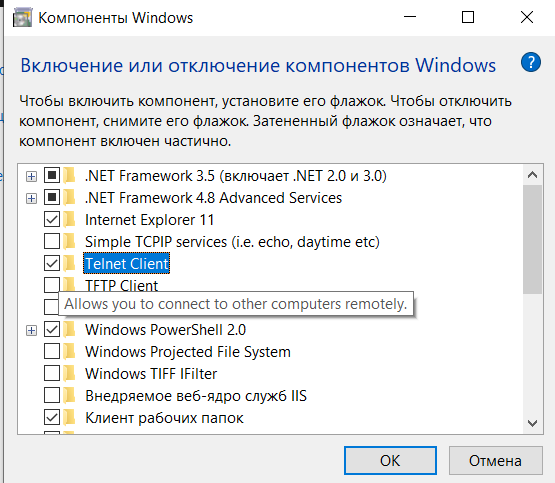 Компоненты Windows
Включение или отключение компонентов Windows
?
Чтобы включить компонент, установите его флажок. Чтобы отключить
компонент, снимите его флажок. Затененный флажок означает, что
компонент включен частично.
.NET Framework 3.5 (включает .NET 2.0 и 3.0)
.NET Framework 4.8 Advanced Services
Internet Explorer 11
Simple TCPIP services (i.e. echo, daytime etc)
Telnet Client
TFTP Client
Allows you to connect to other computers remotely.
Windows PowerShell 2.0
Windows Projected File System
Windows TIFF IFilter
Внедряемое веб-ядро служб IIS
Клиент рабочих папок
ОК
Отмена